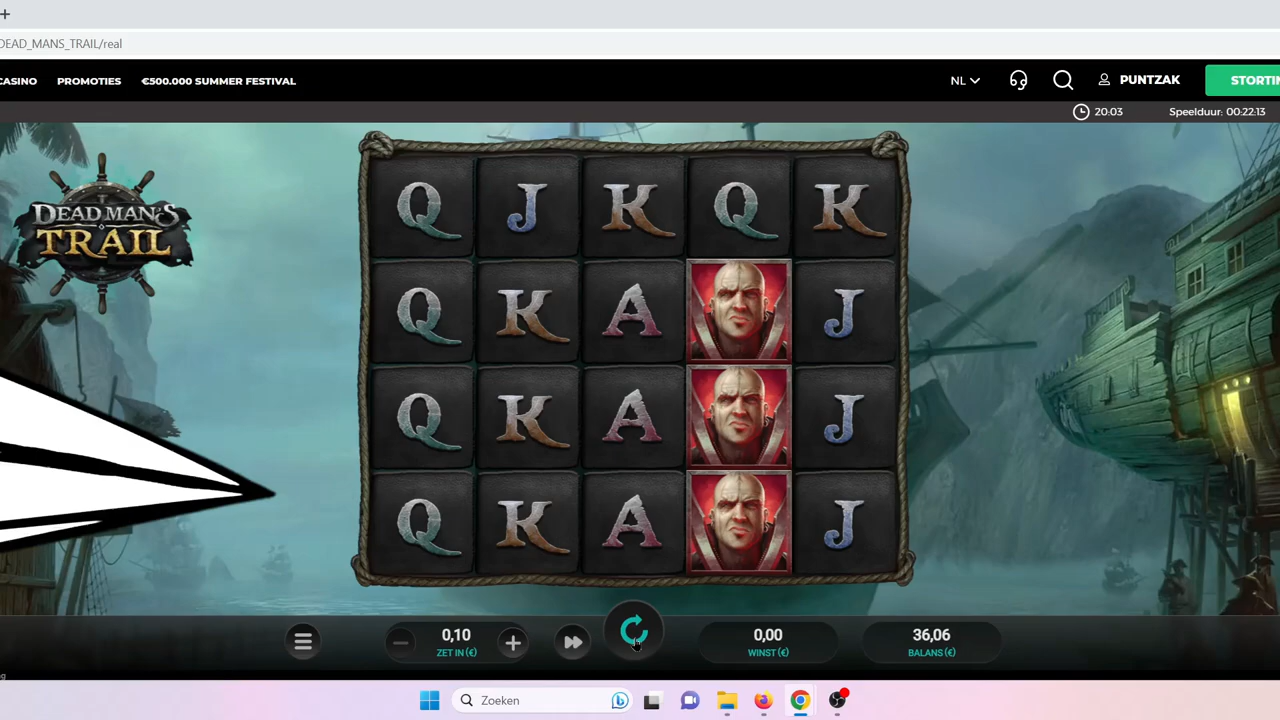 DEAD_MANS_TRAIL/real
CASINO PROMOTIES €500.000 SUMMER FESTIVAL NL PUNTZAK STORTIN
20:03 Speelduur: 00:22:13
DEAD MAN'S
TRAIL
Q J K Q K
Q K A J
Q K A J
Q K A J
0,10 0,00 36,06
ZET IN (€) WINST (€) BALANS (€)
g
Zoeken